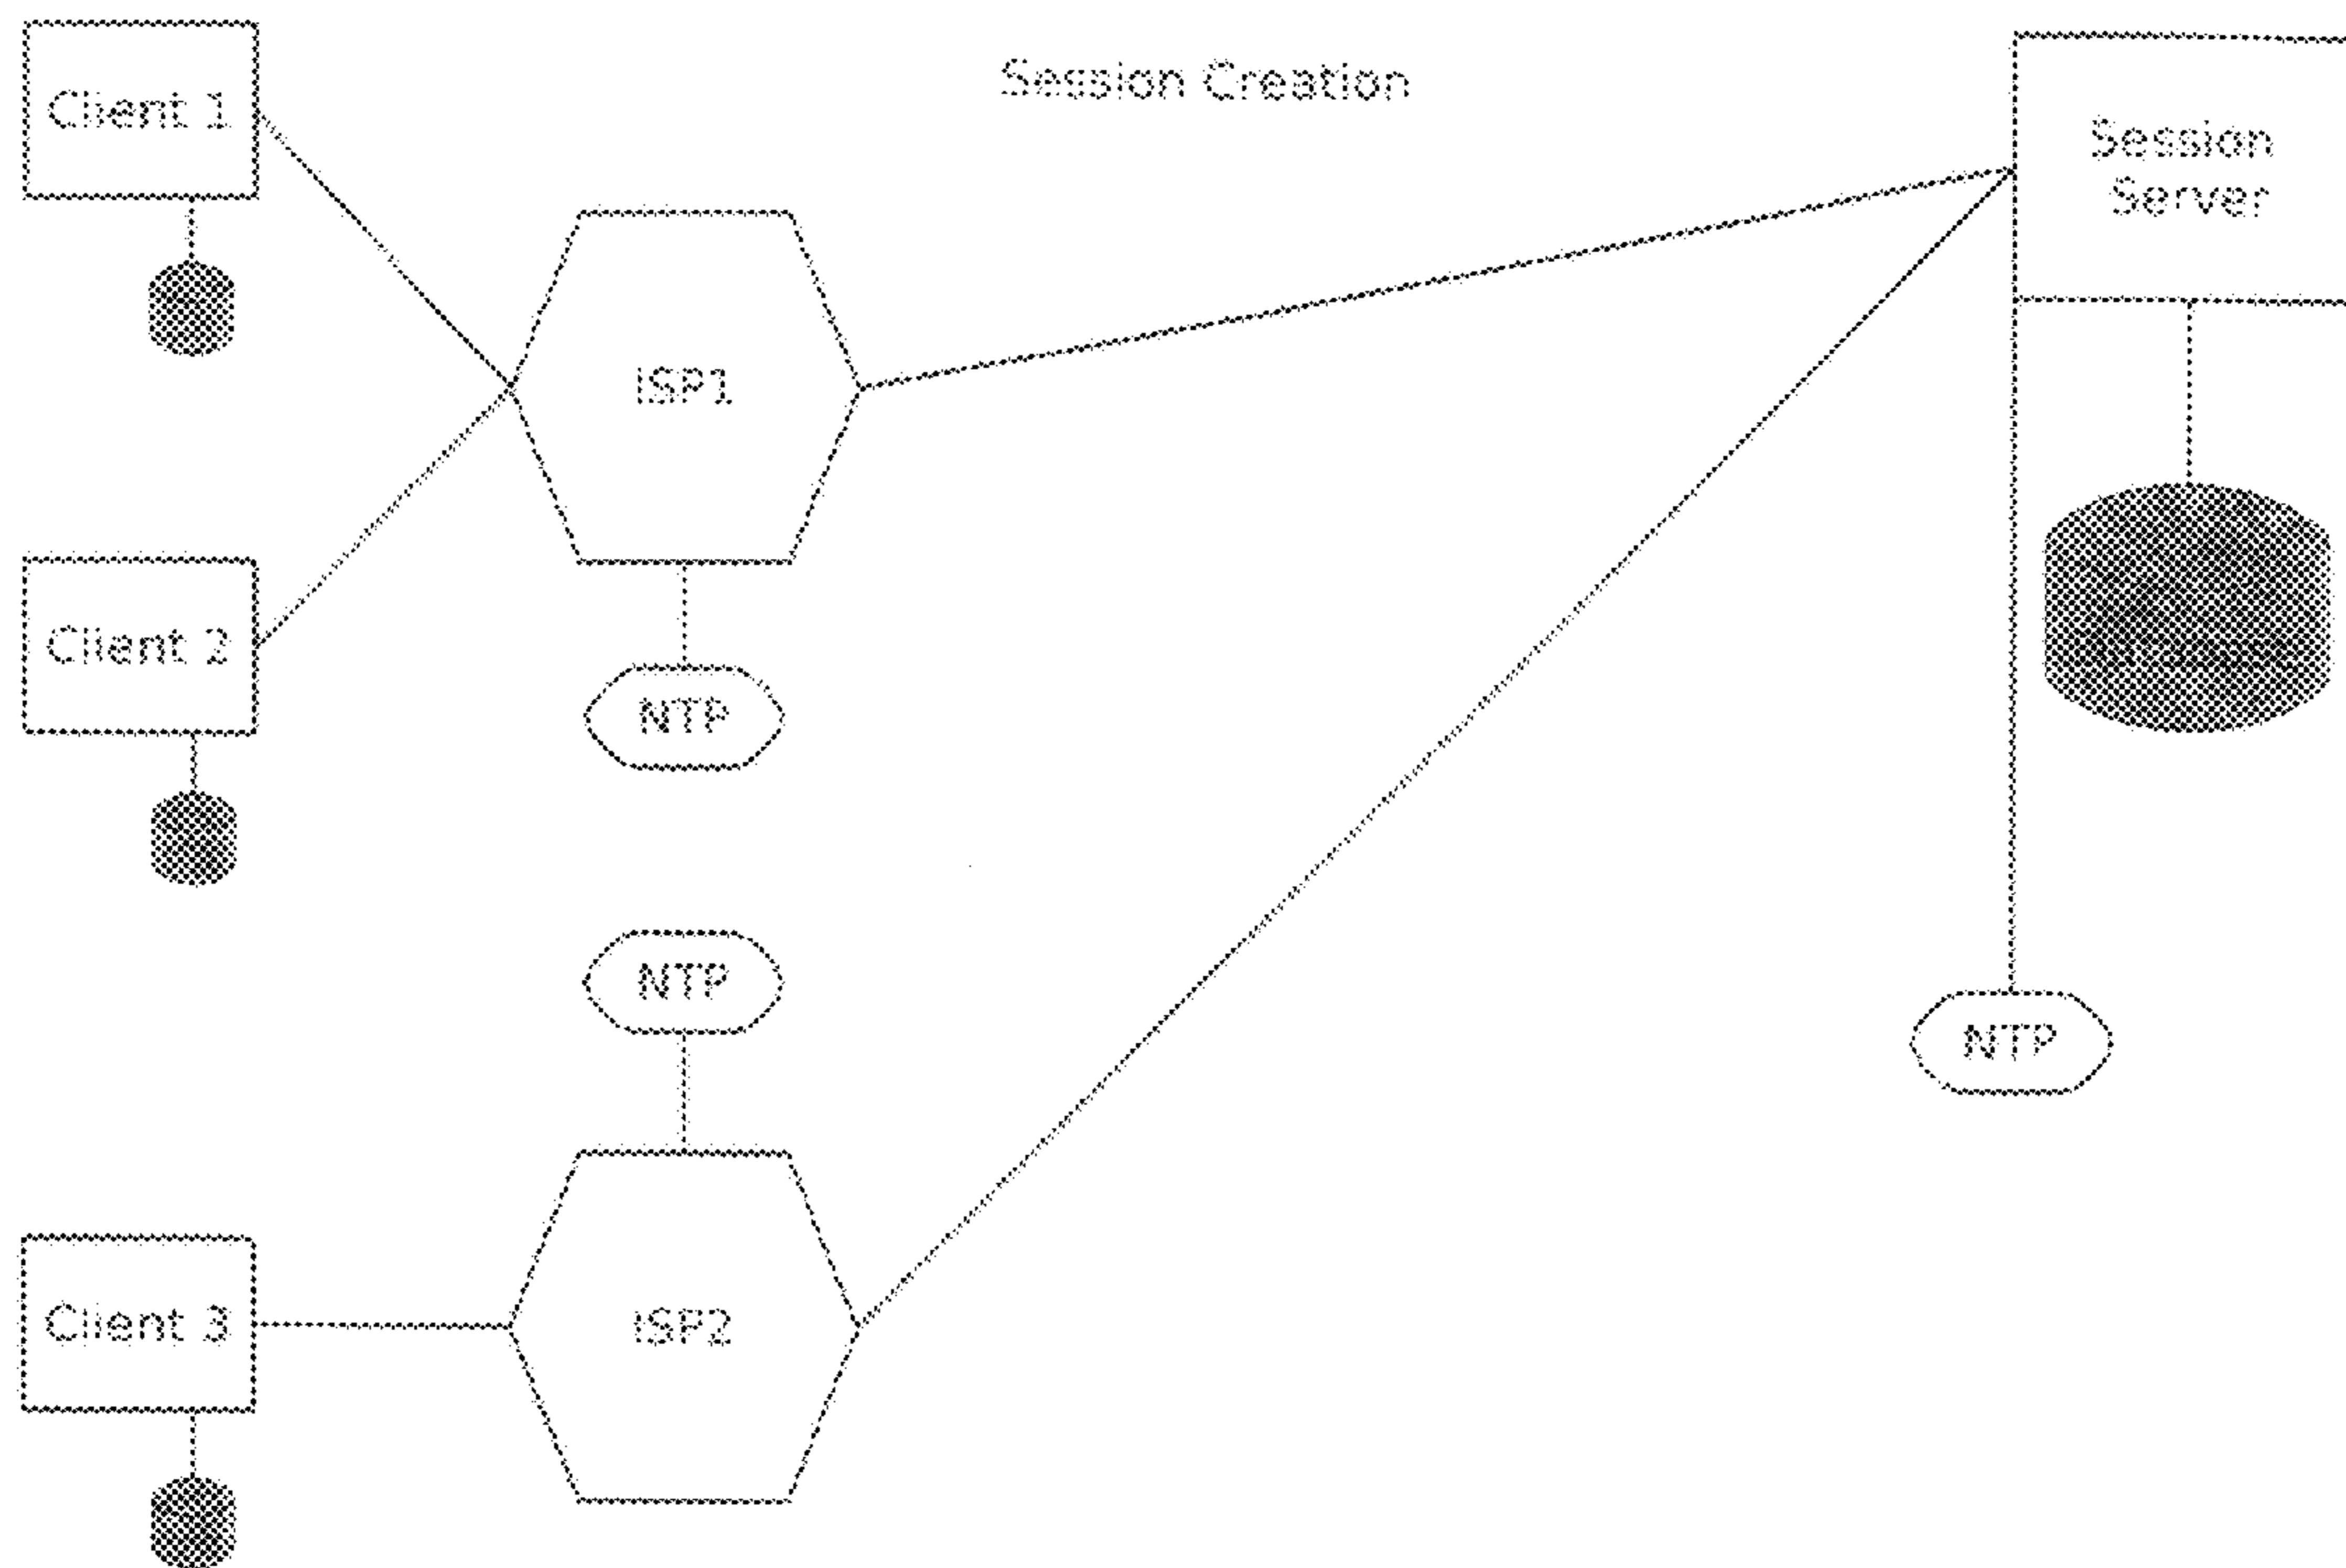 Session Creation
Client 1
Session
Server
ISP1
Client 2
NTP
NTP
NTP
Client 3
ISP2